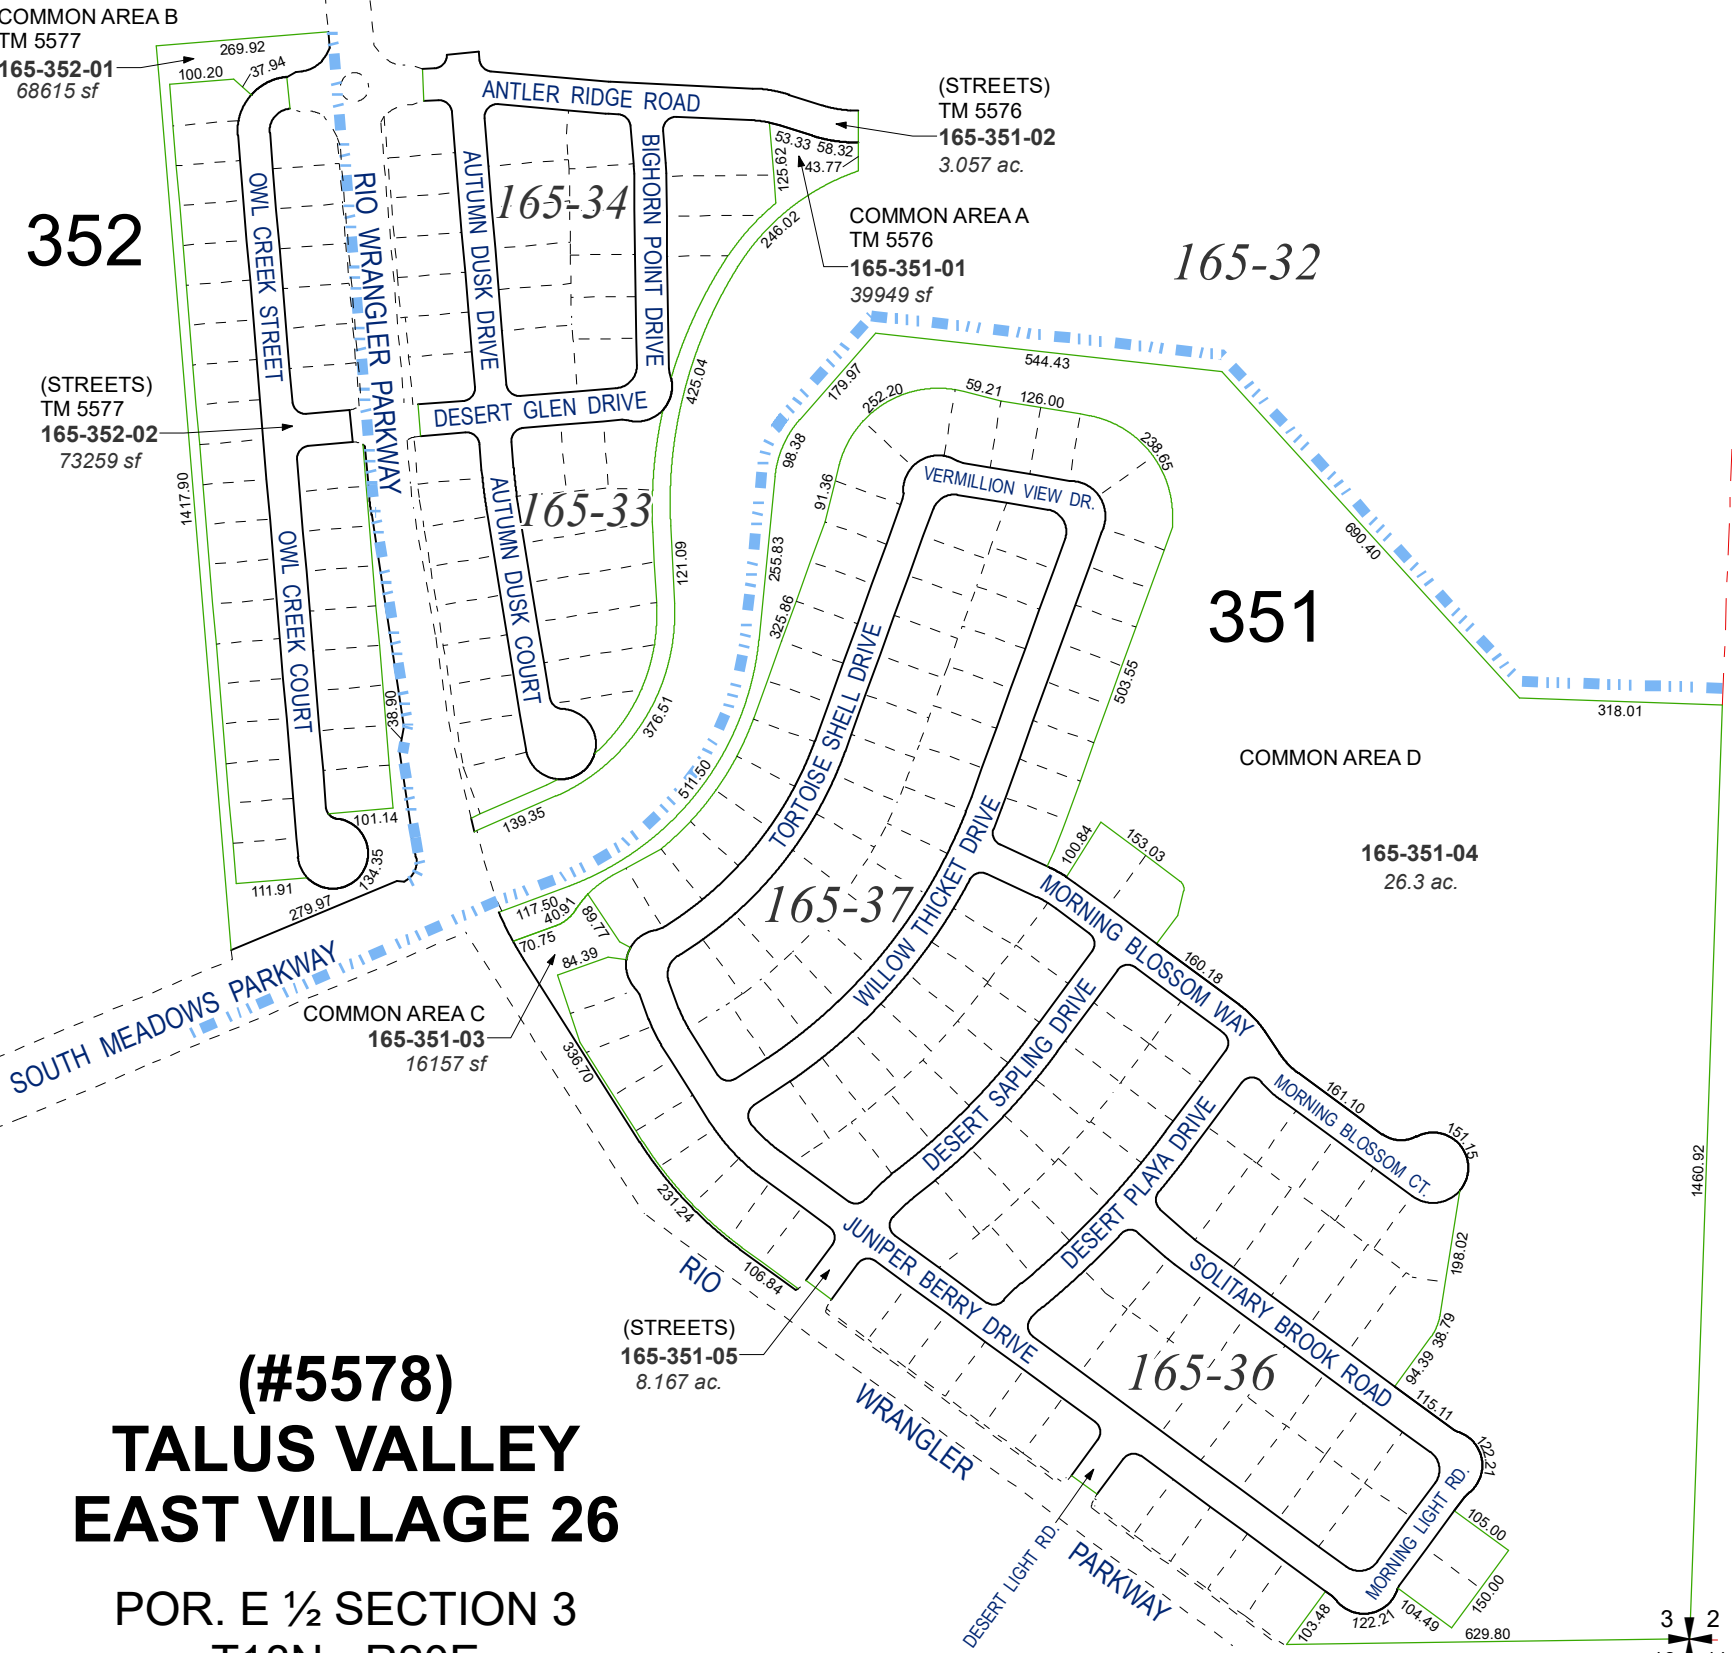 COMMON AREA B
TM 5577
165-352-01
68615 sf
269.92
100.20
37.94
ANTLER RIDGE ROAD
(STREETS)
TM 5576
165-351-02
3.057 ac.
53.33
58.32
43.77
125.62
246.02
COMMON AREA A
TM 5576
165-351-01
39949 sf
352
OWL CREEK STREET
RIO WRANGLER PARKWAY
AUTUMN DUSK DRIVE
165-34
BIGHORN POINT DRIVE
165-32
(STREETS)
TM 5577
165-352-02
73259 sf
1417.90
DESERT GLEN DRIVE
425.04
179.97
544.43
252.20
59.21
126.00
238.65
98.38
91.36
VERMILLION VIEW DR.
690.40
165-33
AUTUMN DUSK COURT
OWL CREEK COURT
121.09
255.83
325.86
351
503.55
318.01
38.90
376.51
511.50
139.35
TORTOISE SHELL DRIVE
COMMON AREA D
165-351-04
26.3 ac.
101.14
134.35
111.91
279.97
100.84
153.03
WILLOW THICKET DRIVE
165-37
MORNING BLOSSOM WAY
117.50
40.91
89.77
70.75
84.39
160.18
SOUTH MEADOWS PARKWAY
COMMON AREA C
165-351-03
16157 sf
336.70
DESERT SAPLING DRIVE
161.10
MORNING BLOSSOM CT.
151.15
1460.92
DESERT PLAYA DRIVE
231.24
106.84
RIO
JUNIPER BERRY DRIVE
SOLITARY BROOK ROAD
198.02
38.79
94.39
(STREETS)
165-351-05
8.167 ac.
165-36
115.11
122.21
WRANGLER
MORNING LIGHT RD.
105.00
150.00
104.49
122.21
103.48
629.80
DESERT LIGHT RD.
PARKWAY
3 2
(#5578)
TALUS VALLEY
EAST VILLAGE 26
POR. E ½ SECTION 3